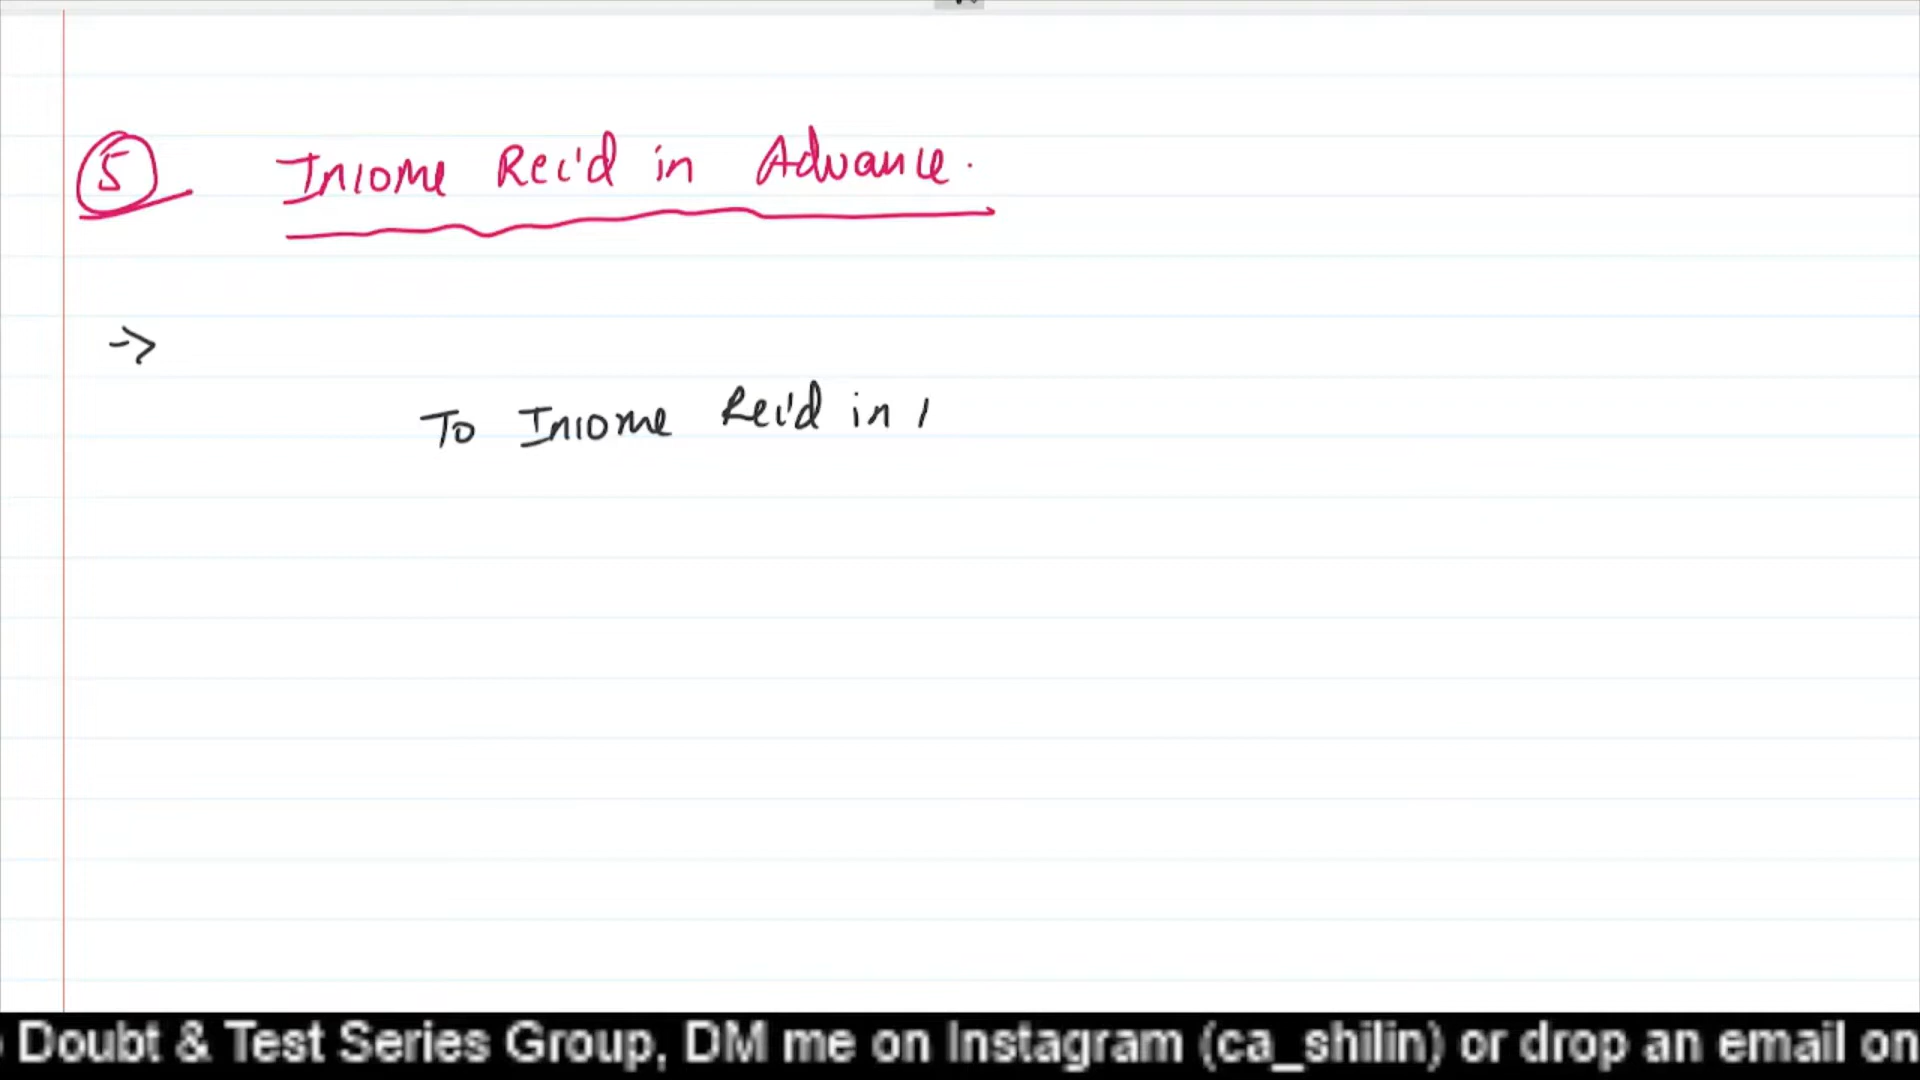 5 Income Rec'd in Advance.
->
To Income Rec'd in
Doubt & Test Series Group, DM me on Instagram (ca_shilin) or drop an email on